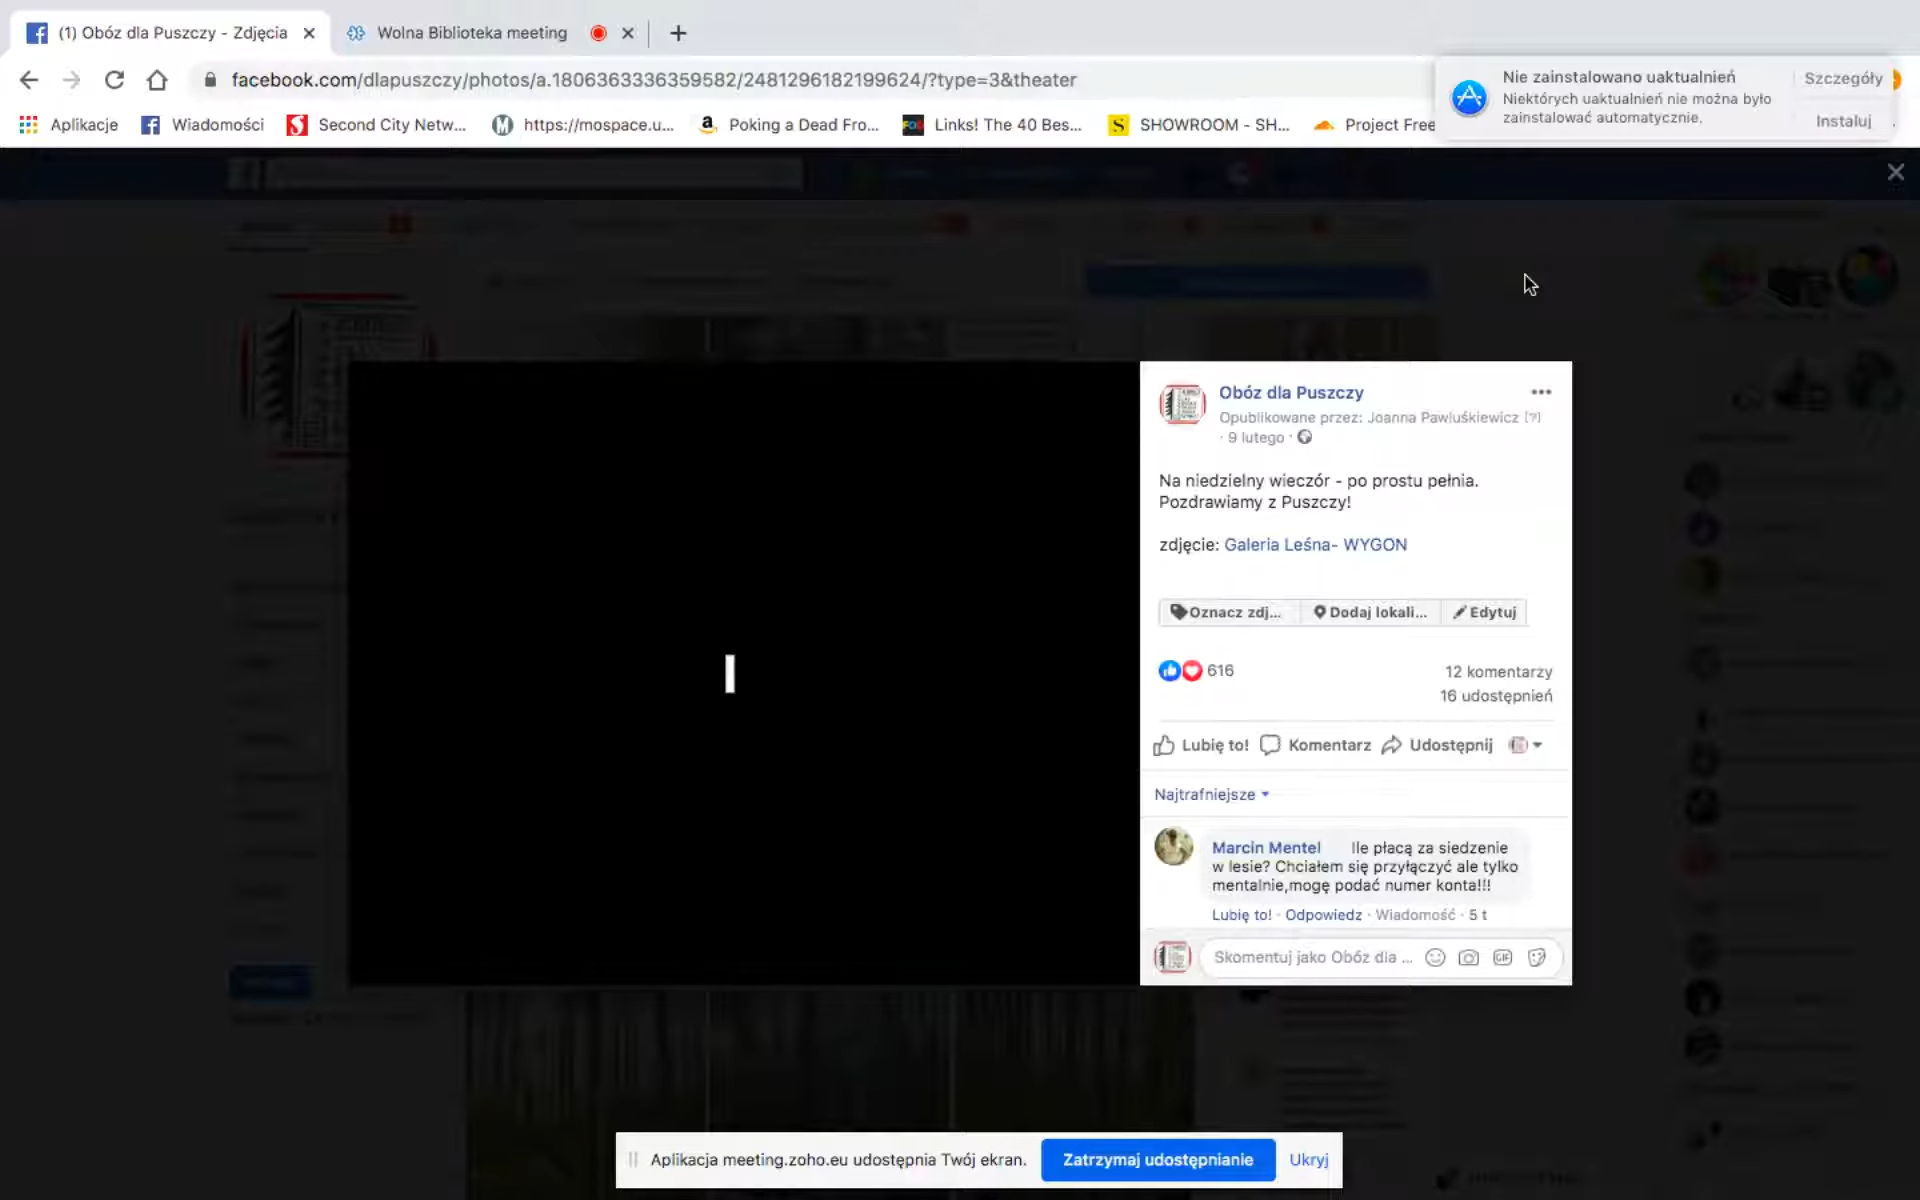 (1) Obóz dla Puszczy - Zdjęcia
Wolna Biblioteka meeting
facebook.com/dlapuszczy/photos/a.1806363336359582/2481296182199624/?type=3&theater
Nie zainstalowano uaktualnień
Niektórych uaktualnień nie można było
zainstalować automatycznie.
Szczegóły
Instaluj
Aplikacje
Wiadomości
Second City Netw...
https://mospace.u...
Poking a Dead Fro...
Links! The 40 Bes...
SHOWROOM - SH...
Project Free
Obóz dla Puszczy
Opublikowane przez: Joanna Pawluśkiewicz [?]
· 9 lutego ·
Na niedzielny wieczór - po prostu pełnia.
Pozdrawiamy z Puszczy!
zdjęcie: Galeria Leśna- WYGON
Oznacz zdj...
Dodaj lokali...
Edytuj
616
12 komentarzy
16 udostępnień
Lubię to!
Komentarz
Udostępnij
Najtrafniejsze
Marcin Mentel Ile płacą za siedzenie
w lesie? Chciałem się przyłączyć ale tylko
mentalnie,mogę podać numer konta!!!
Lubię to! · Odpowiedz · Wiadomość · 5 t
Skomentuj jako Obóz dla ...
GIF
Aplikacja meeting.zoho.eu udostępnia Twój ekran.
Zatrzymaj udostępnianie
Ukryj